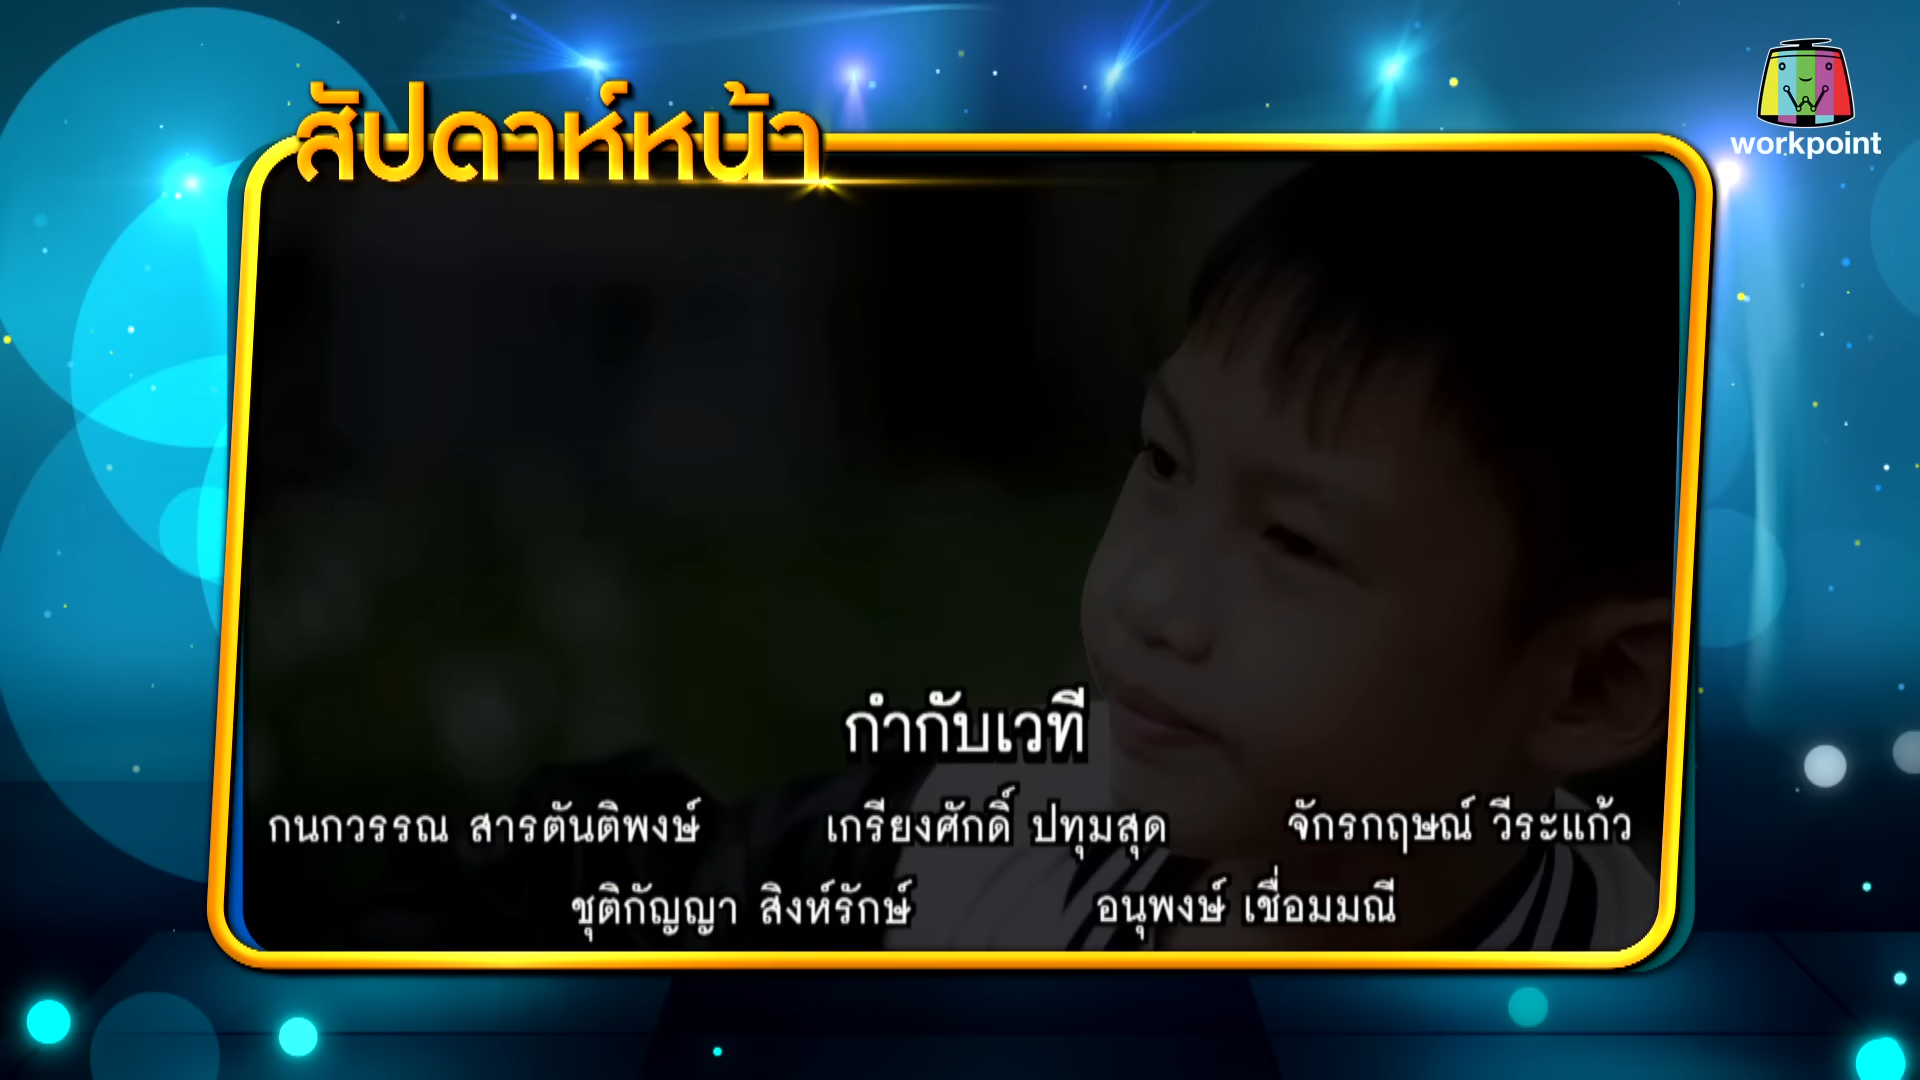 สัปดาห์หน้า
workpoint
กำกับเวที
กนกวรรณ สารตันติพงษ์ เกรียงศักดิ์ ปทุมสุด จักรกฤษณ์ วีระแก้ว
ชุติกัญญา สิงห์รักษ์ อนุพงษ์ เชื่อมมณี